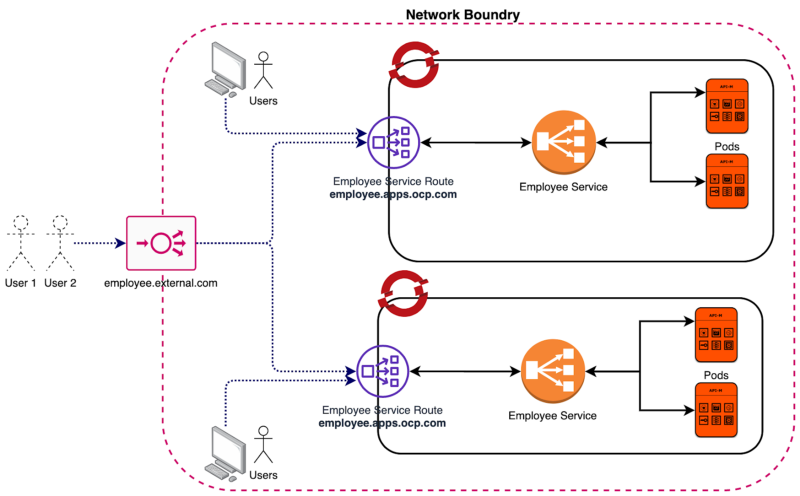 Network Boundry
Users
Employee Service Route
employee.apps.ocp.com
Employee Service
Pods
User 1
User 2
employee.external.com
Employee Service Route
employee.apps.ocp.com
Employee Service
Pods
Users